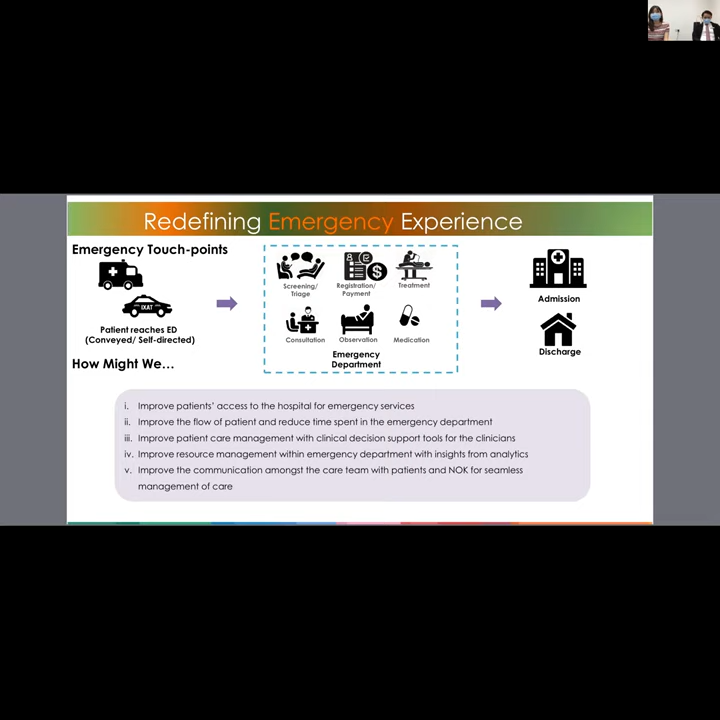 Redefining Emergency Experience
Emergency Touch-points
TAXI
Patient reaches ED
(Conveyed/ Self-directed)
Screening/
Triage
Registration/
Payment
Treatment
Consultation
Observation
Medication
Emergency
Department
Admission
Discharge
How Might We...
i. Improve patients' access to the hospital for emergency services
ii. Improve the flow of patient and reduce time spent in the emergency department
iii. Improve patient care management with clinical decision support tools for the clinicians
iv. Improve resource management within emergency department with insights from analytics
v. Improve the communication amongst the care team with patients and NOK for seamless
management of care